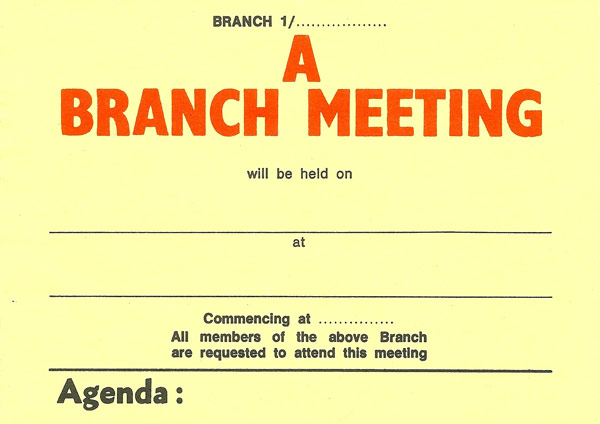 BRANCH 1/.................
A
BRANCH MEETING
will be held on
at
Commencing at ..............
All members of the above Branch
are requested to attend this meeting
Agenda :